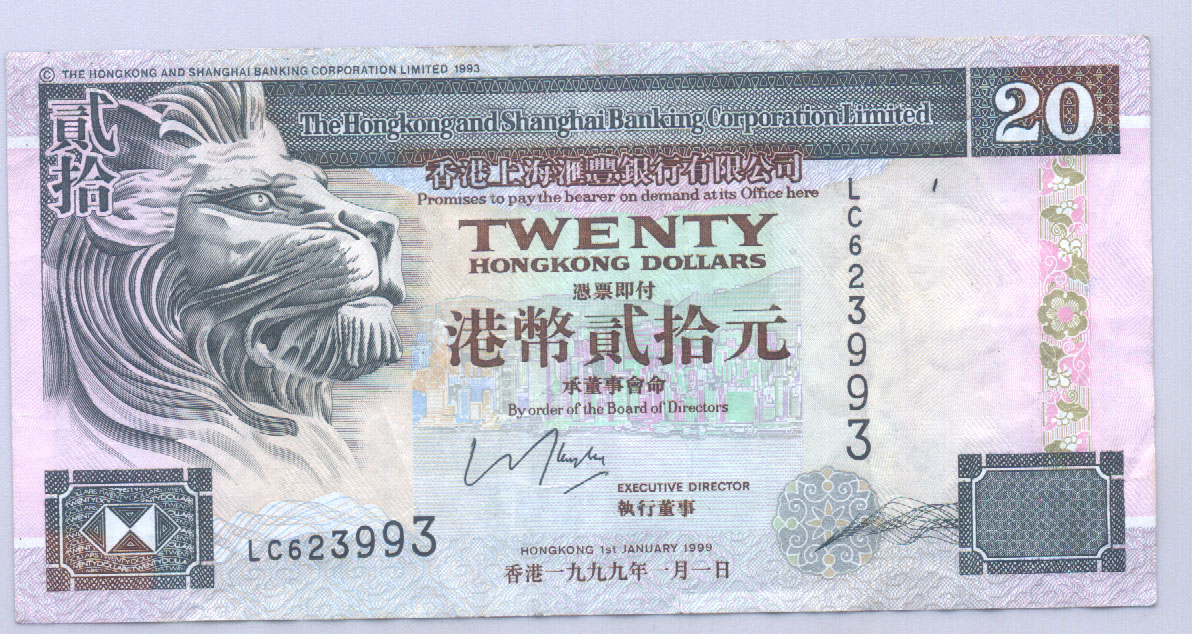 © THE HONGKONG AND SHANGHAI BANKING CORPORATION LIMITED 1993
貳拾
The Hongkong and Shanghai Banking Corporation Limited
20
香港上海滙豐銀行有限公司
Promises to pay the bearer on demand at its Office here
TWENTY
HONGKONG DOLLARS
憑票即付
港幣貳拾元
承董事會命
By order of the Board of Directors
LC623993
EXECUTIVE DIRECTOR
執行董事
LC623993
HONGKONG 1st JANUARY 1999
香港一九九九年一月一日